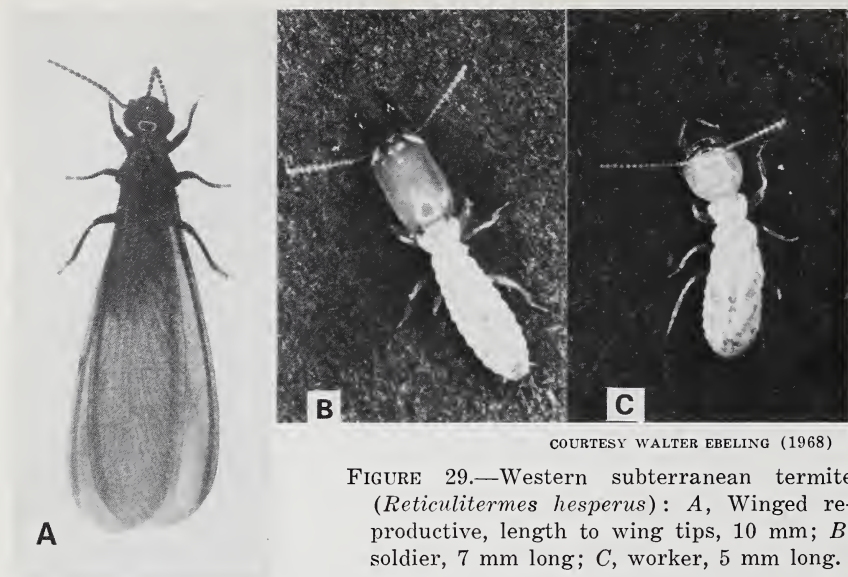 A
B
C
COURTESY WALTER EBELING (1968)
FIGURE 29.—Western subterranean termite
(Reticulitermes hesperus): A, Winged re-
productive, length to wing tips, 10 mm; B
soldier, 7 mm long; C, worker, 5 mm long.